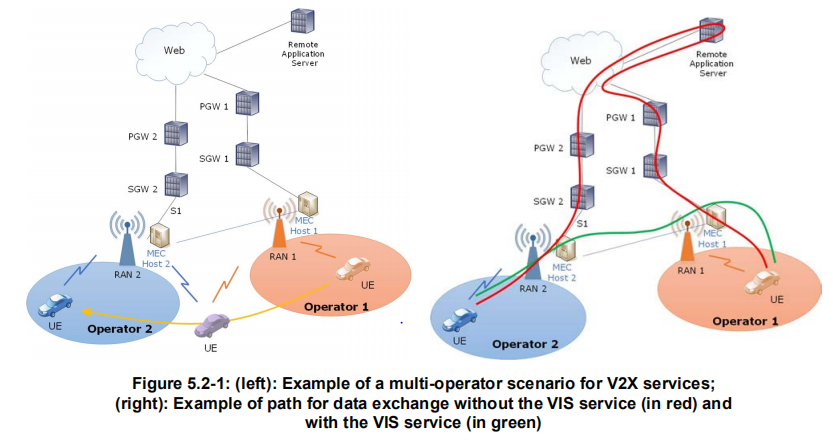 Web
Remote
Application
Server
PGW 1
PGW 2
SGW 1
SGW 2
S1
MEC
Host 1
RAN 1
MEC
Host 2
RAN 2
UE
Operator 1
UE
Operator 2
UE
Web
Remote
Application
Server
PGW 1
PGW 2
SGW 1
SGW 2
S1
MEC
Host 1
RAN 1
MEC
Host 2
RAN 2
UE
Operator 1
UE
Operator 2
Figure 5.2-1: (left): Example of a multi-operator scenario for V2X services;
(right): Example of path for data exchange without the VIS service (in red) and
with the VIS service (in green)